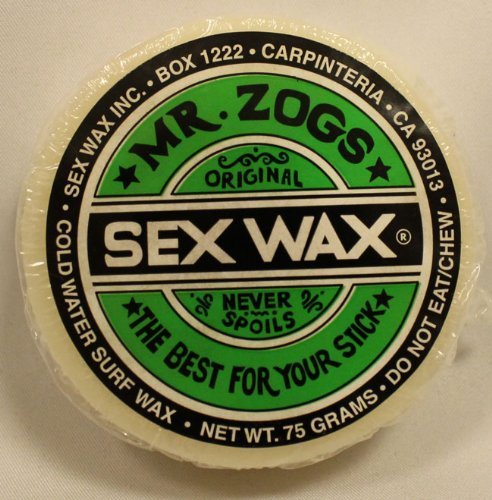 SEX WAX INC. • BOX 1222 • CARPINTERIA • CA 93013 •
MR. ZOGS
ORIGINAL
SEX WAX ®
NEVER
SPOILS
★THE BEST FOR YOUR STICK★
• COLD WATER SURF WAX • NET WT. 75 GRAMS • DO NOT EAT/CHEW •